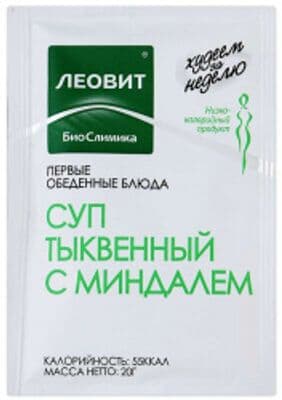 ЛЕОВИТ®
БиоСлимика
худеем
за
неделю
Низко-
калорийный
продукт
ПЕРВЫЕ
ОБЕДЕННЫЕ БЛЮДА
СУП
ТЫКВЕННЫЙ
С МИНДАЛЕМ
КАЛОРИЙНОСТЬ: 55ККАЛ
МАССА НЕТТО: 20Г